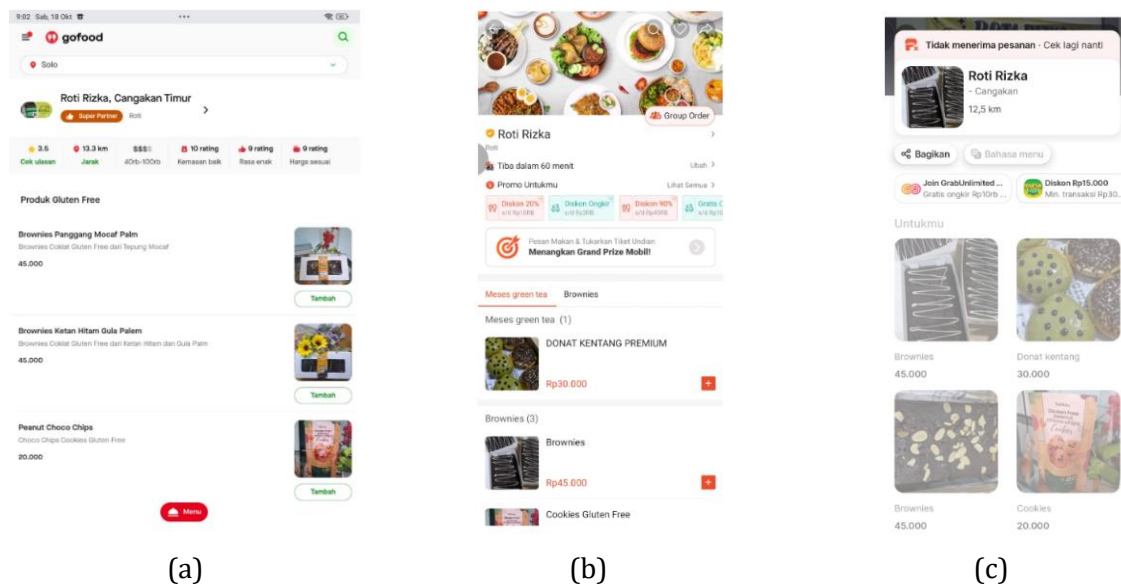 9:02 Sab, 18 Okt
gofood
Solo
Roti Rizka, Cangakan Timur
Super Partner Roti
3.5 13.3 km $$$$ 10 rating 9 rating 9 rating
Cek ulasan Jarak 40rb-100rb Kemasan baik Rasa enak Harga sesuai
Produk Gluten Free
Brownies Panggang Mocaf Palm
Brownies Coklat Gluten Free dari Tepung Mocaf
45.000
Tambah
Brownies Ketan Hitam Gula Palem
Brownies Coklat Gluten Free dari Ketan Hitam dan Gula Palm
45.000
Tambah
Peanut Choco Chips
Choco Chips Cookies Gluten Free
20.000
Tambah
Menu
(a)
Group Order
Roti Rizka
Roti
Tiba dalam 60 menit Ubah
Promo Untukmu Lihat Semua
Diskon 20% Diskon Ongkir Diskon 90% Gratis
Pesan Makan & Tukarkan Tiket Undian
Menangkan Grand Prize Mobil!
Meses green tea Brownies
Meses green tea (1)
DONAT KENTANG PREMIUM
Rp30.000
Brownies (3)
Brownies
Rp45.000
Cookies Gluten Free
(b)
Tidak menerima pesanan · Cek lagi nanti
Roti Rizka
- Cangakan
12,5 km
Bagikan Bahasa menu
Join GrabUnlimited ... Diskon Rp15.000
Gratis ongkir Rp10rb ... Min. transaksi Rp30..
Untukmu
Brownies Donat kentang
45.000 30.000
Brownies Cookies
45.000 20.000
(c)